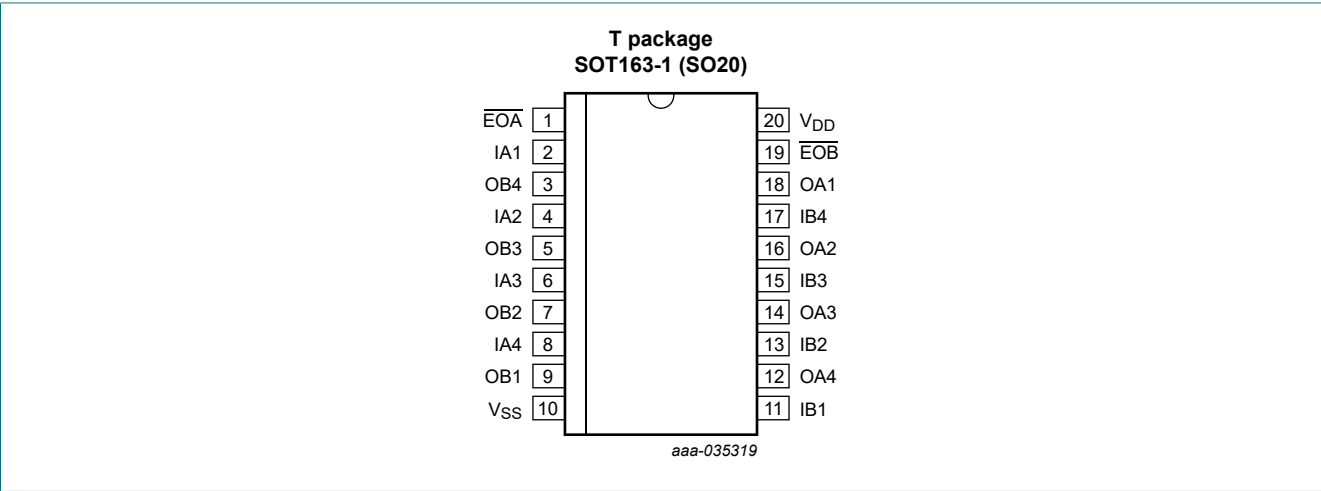 T package
SOT163-1 (SO20)
E̅O̅A̅ 1
IA1 2
OB4 3
IA2 4
OB3 5
IA3 6
OB2 7
IA4 8
OB1 9
VSS 10
20 VDD
19 E̅O̅B̅
18 OA1
17 IB4
16 OA2
15 IB3
14 OA3
13 IB2
12 OA4
11 IB1
aaa-035319